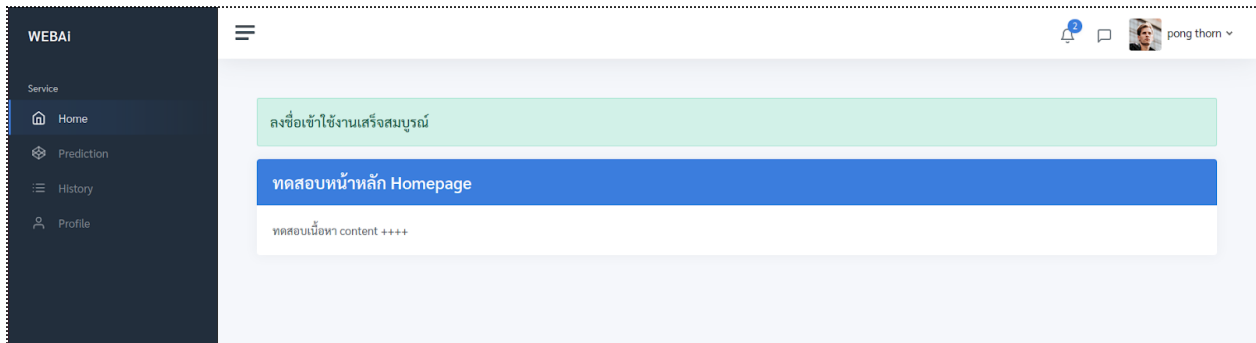 WEBAi
2
pong thorn
Service
Home
Prediction
History
Profile
ลงชื่อเข้าใช้งานเสร็จสมบูรณ์
ทดสอบหน้าหลัก Homepage
ทดสอบเนื้อหา content ++++